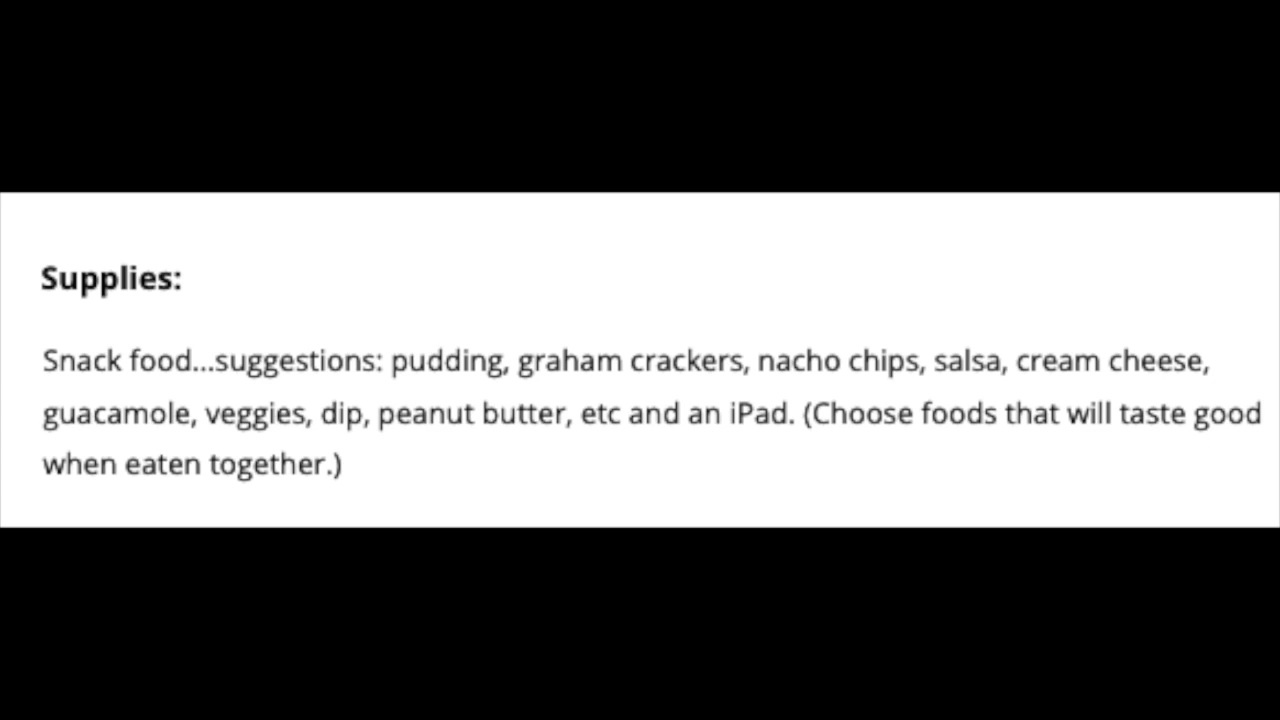 Supplies:
Snack food...suggestions: pudding, graham crackers, nacho chips, salsa, cream cheese,
guacamole, veggies, dip, peanut butter, etc and an iPad. (Choose foods that will taste good
when eaten together.)